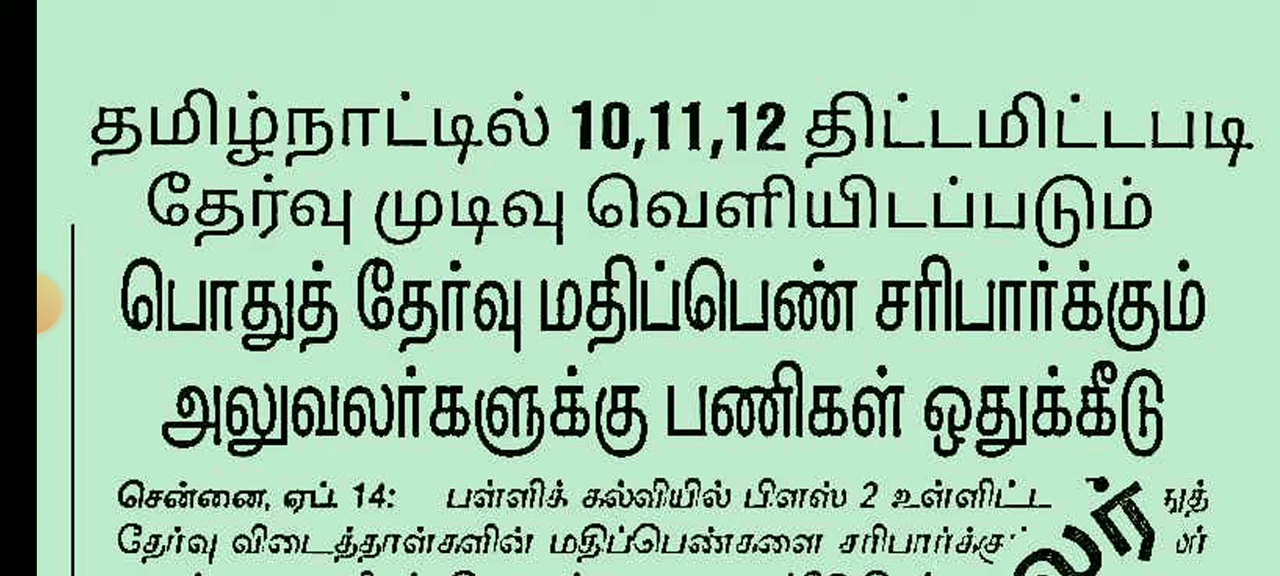 தமிழ்நாட்டில் 10,11,12 திட்டமிட்டபடி
தேர்வு முடிவு வெளியிடப்படும்
பொதுத் தேர்வு மதிப்பெண் சரிபார்க்கும்
அலுவலர்களுக்கு பணிகள் ஒதுக்கீடு
சென்னை, ஏப். 14: பள்ளிக் கல்வியில் பிளஸ் 2 உள்ளிட்ட
தேர்வு விடைத்தாள்களின் மதிப்பெண்களை